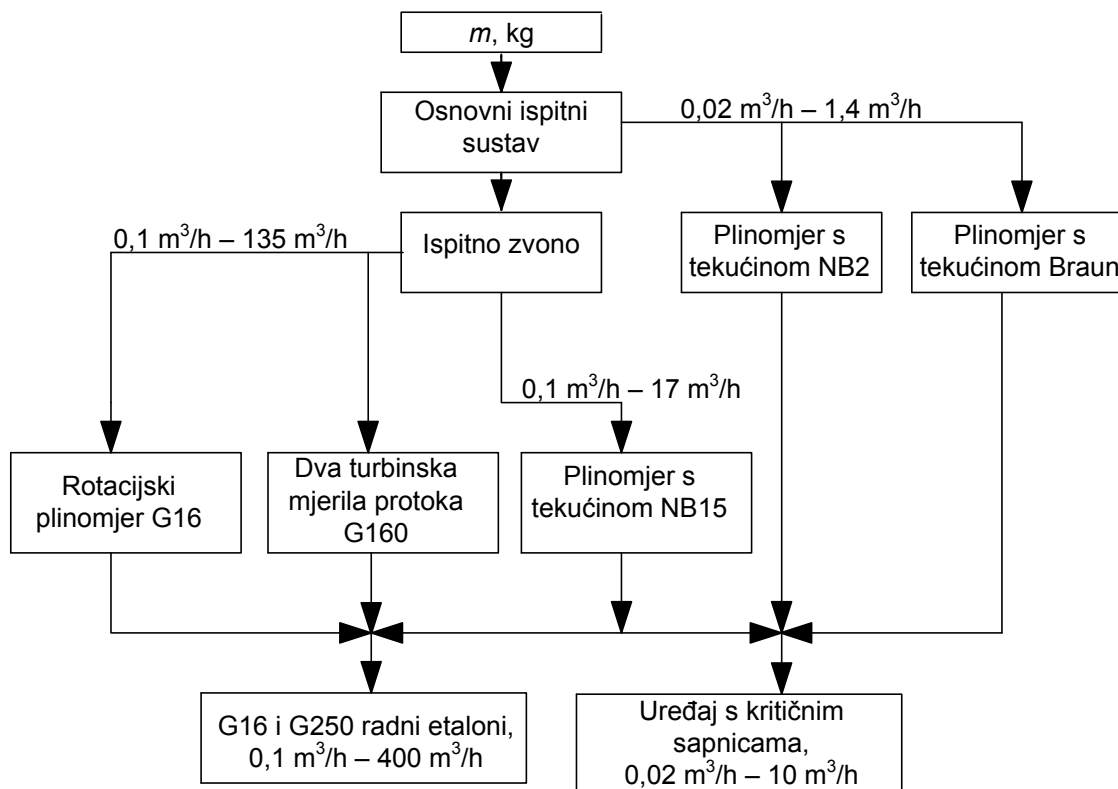 m, kg
Osnovni ispitni
sustav
0,02 m³/h – 1,4 m³/h
0,1 m³/h – 135 m³/h
Ispitno zvono
Plinomjer s
tekućinom NB2
Plinomjer s
tekućinom Braun
0,1 m³/h – 17 m³/h
Rotacijski
plinomjer G16
Dva turbinska
mjerila protoka
G160
Plinomjer s
tekućinom NB15
G16 i G250 radni etaloni,
0,1 m³/h – 400 m³/h
Uređaj s kritičnim
sapnicama,
0,02 m³/h – 10 m³/h